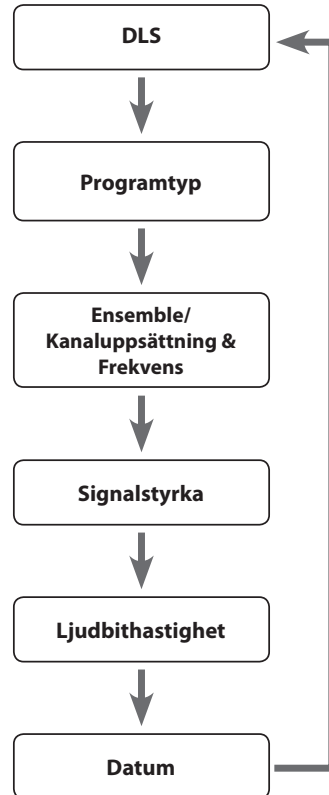 DLS
Programtyp
Ensemble/
Kanaluppsättning &
Frekvens
Signalstyrka
Ljudbithastighet
Datum